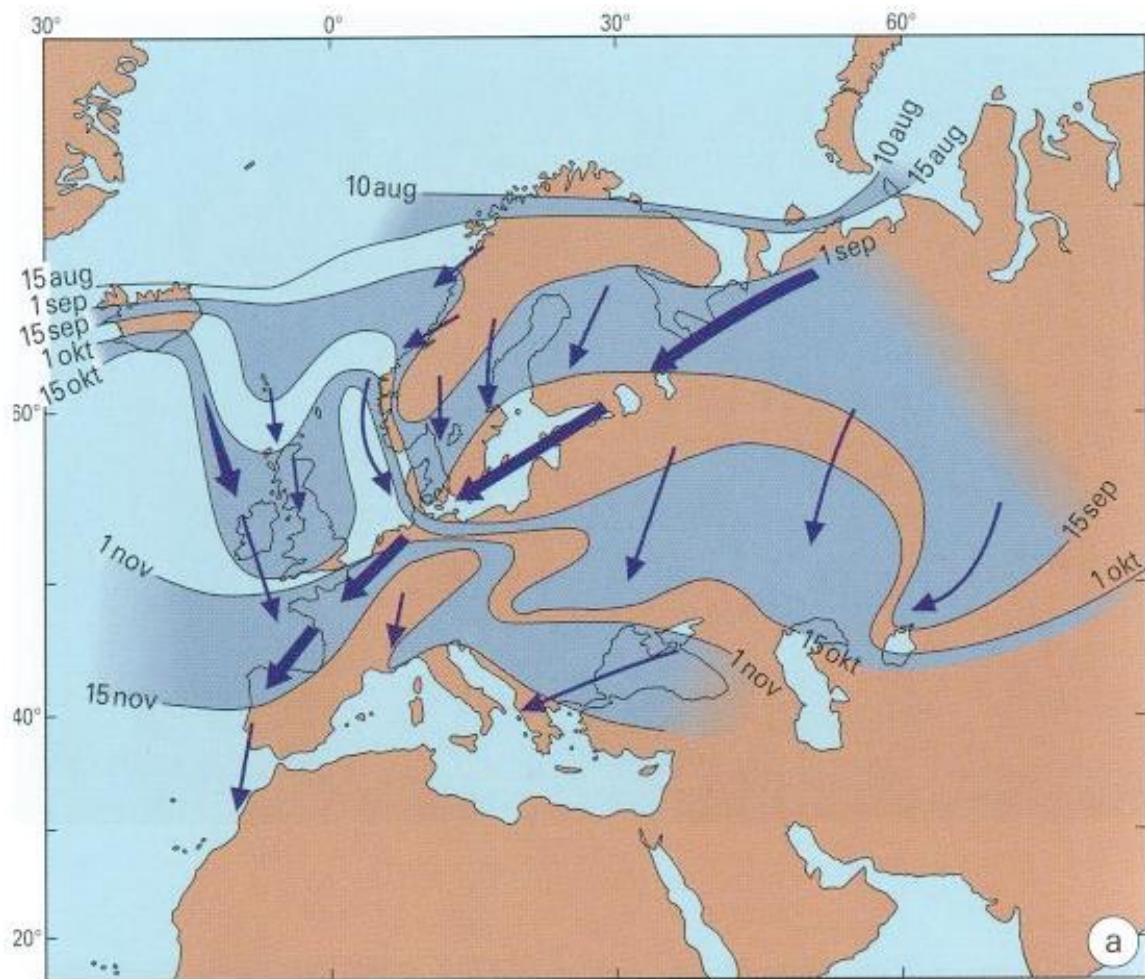 30° 0° 30° 60°
10 aug
15 aug
10 aug
1 sep
15 aug
1 sep
15 sep
1 okt
15 okt
60°
15 sep
1 nov
1 okt
15 okt
1 nov
15 nov
40°
20°
a